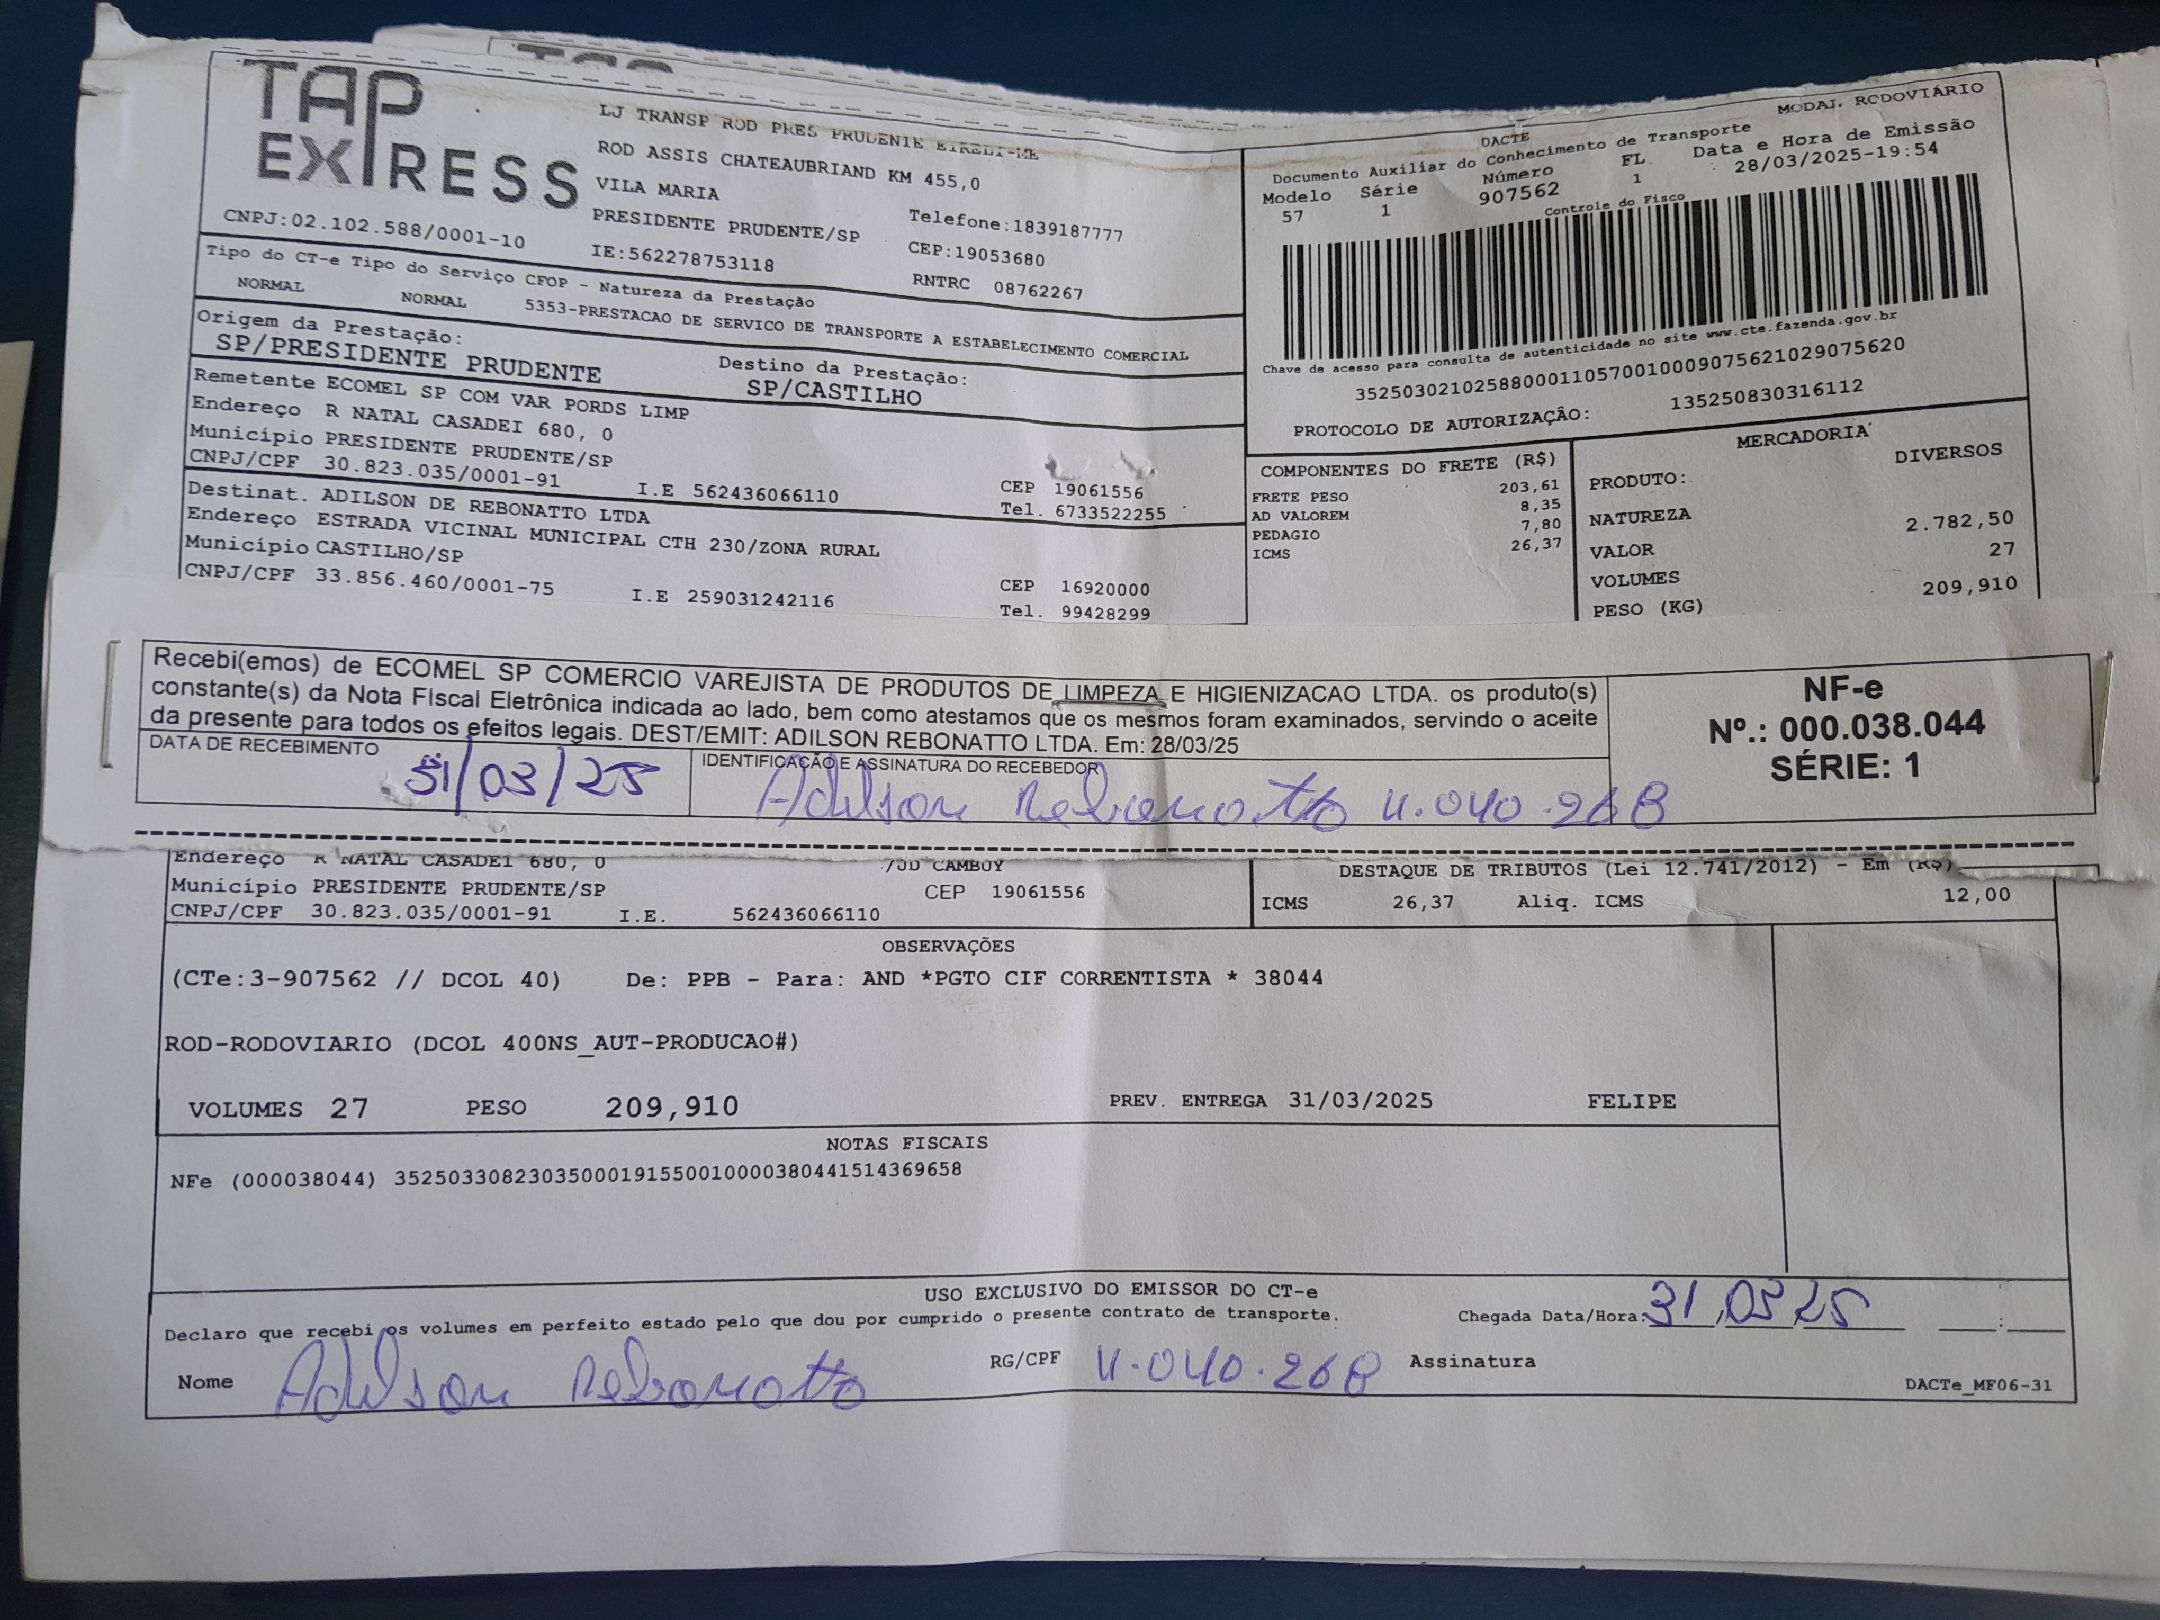 TAP
EXPRESS
LJ TRANSP ROD PRES PRUDENTE EIRELI-ME
ROD ASSIS CHATEAUBRIAND KM 455,0
VILA MARIA
PRESIDENTE PRUDENTE/SP Telefone:1839187777
CNPJ:02.102.588/0001-10 IE:562278753118 CEP:19053680
RNTRC 08762267
Tipo do CT-e Tipo do Serviço CFOP - Natureza da Prestação
NORMAL NORMAL 5353-PRESTACAO DE SERVICO DE TRANSPORTE A ESTABELECIMENTO COMERCIAL
Origem da Prestação: Destino da Prestação:
SP/PRESIDENTE PRUDENTE SP/CASTILHO
Remetente ECOMEL SP COM VAR PORDS LIMP
Endereço R NATAL CASADEI 680, 0
Município PRESIDENTE PRUDENTE/SP CEP 19061556
CNPJ/CPF 30.823.035/0001-91 I.E 562436066110 Tel. 6733522255
Destinat. ADILSON DE REBONATTO LTDA
Endereço ESTRADA VICINAL MUNICIPAL CTH 230/ZONA RURAL
Município CASTILHO/SP CEP 16920000
CNPJ/CPF 33.856.460/0001-75 I.E 259031242116 Tel. 99428299
DACTE MODAL RODOVIÁRIO
Documento Auxiliar do Conhecimento de Transporte
Modelo Série Número FL Data e Hora de Emissão
57 1 907562 1 28/03/2025-19:54
Controle do Fisco
Chave de acesso para consulta de autenticidade no site www.cte.fazenda.gov.br
35250302102588000110570010009075621029075620
PROTOCOLO DE AUTORIZAÇÃO: 135250830316112
COMPONENTES DO FRETE (R$)
FRETE PESO 203,61
AD VALOREM 8,35
PEDAGIO 7,80
ICMS 26,37
MERCADORIA
PRODUTO: DIVERSOS
NATUREZA
VALOR 2.782,50
VOLUMES 27
PESO (KG) 209,910
Recebi(emos) de ECOMEL SP COMERCIO VAREJISTA DE PRODUTOS DE LIMPEZA E HIGIENIZACAO LTDA. os produto(s)
constante(s) da Nota Fiscal Eletrônica indicada ao lado, bem como atestamos que os mesmos foram examinados, servindo o aceite
da presente para todos os efeitos legais. DEST/EMIT: ADILSON REBONATTO LTDA. Em: 28/03/25
DATA DE RECEBIMENTO IDENTIFICAÇÃO E ASSINATURA DO RECEBEDOR
31/03/25 Adilson Rebonatto 4.040.268
NF-e
Nº.: 000.038.044
SÉRIE: 1
Endereço R NATAL CASADEI 680, 0 /JD CAMBUY
Município PRESIDENTE PRUDENTE/SP CEP 19061556
CNPJ/CPF 30.823.035/0001-91 I.E. 562436066110
DESTAQUE DE TRIBUTOS (Lei 12.741/2012) - Em (R$)
ICMS 26,37 Aliq. ICMS 12,00
OBSERVAÇÕES
(CTe:3-907562 // DCOL 40) De: PPB - Para: AND *PGTO CIF CORRENTISTA * 38044
ROD-RODOVIARIO (DCOL 400NS_AUT-PRODUCAO#)
VOLUMES 27 PESO 209,910 PREV. ENTREGA 31/03/2025 FELIPE
NOTAS FISCAIS
NFe (000038044) 35250330823035000191550010000380441514369658
USO EXCLUSIVO DO EMISSOR DO CT-e
Declaro que recebi os volumes em perfeito estado pelo que dou por cumprido o presente contrato de transporte. Chegada Data/Hora: 31,03 25 :
Nome Adilson Rebonatto RG/CPF 4.040.268 Assinatura
DACTe_MF06-31